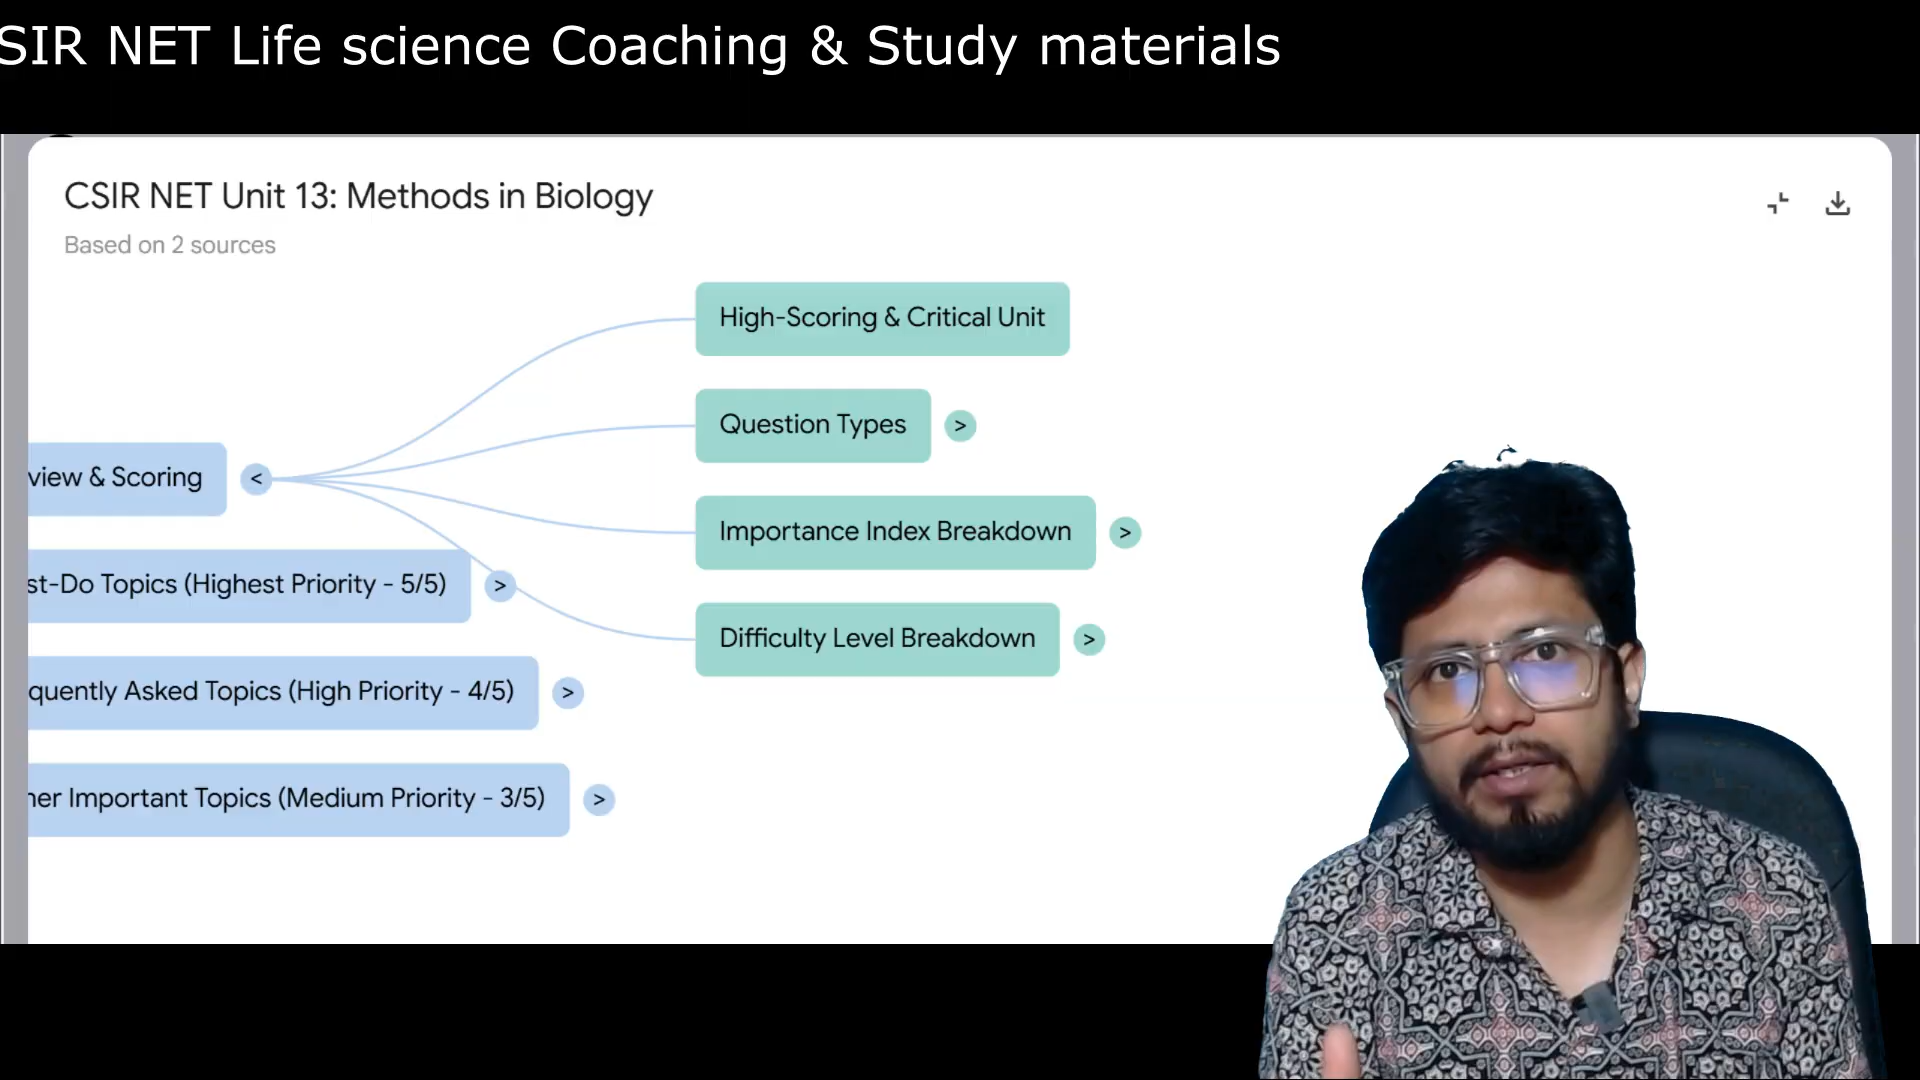 SIR NET Life science Coaching & Study materials
CSIR NET Unit 13: Methods in Biology
Based on 2 sources
High-Scoring & Critical Unit
Question Types >
view & Scoring <
Importance Index Breakdown >
st-Do Topics (Highest Priority - 5/5) >
Difficulty Level Breakdown >
quently Asked Topics (High Priority - 4/5) >
her Important Topics (Medium Priority - 3/5) >